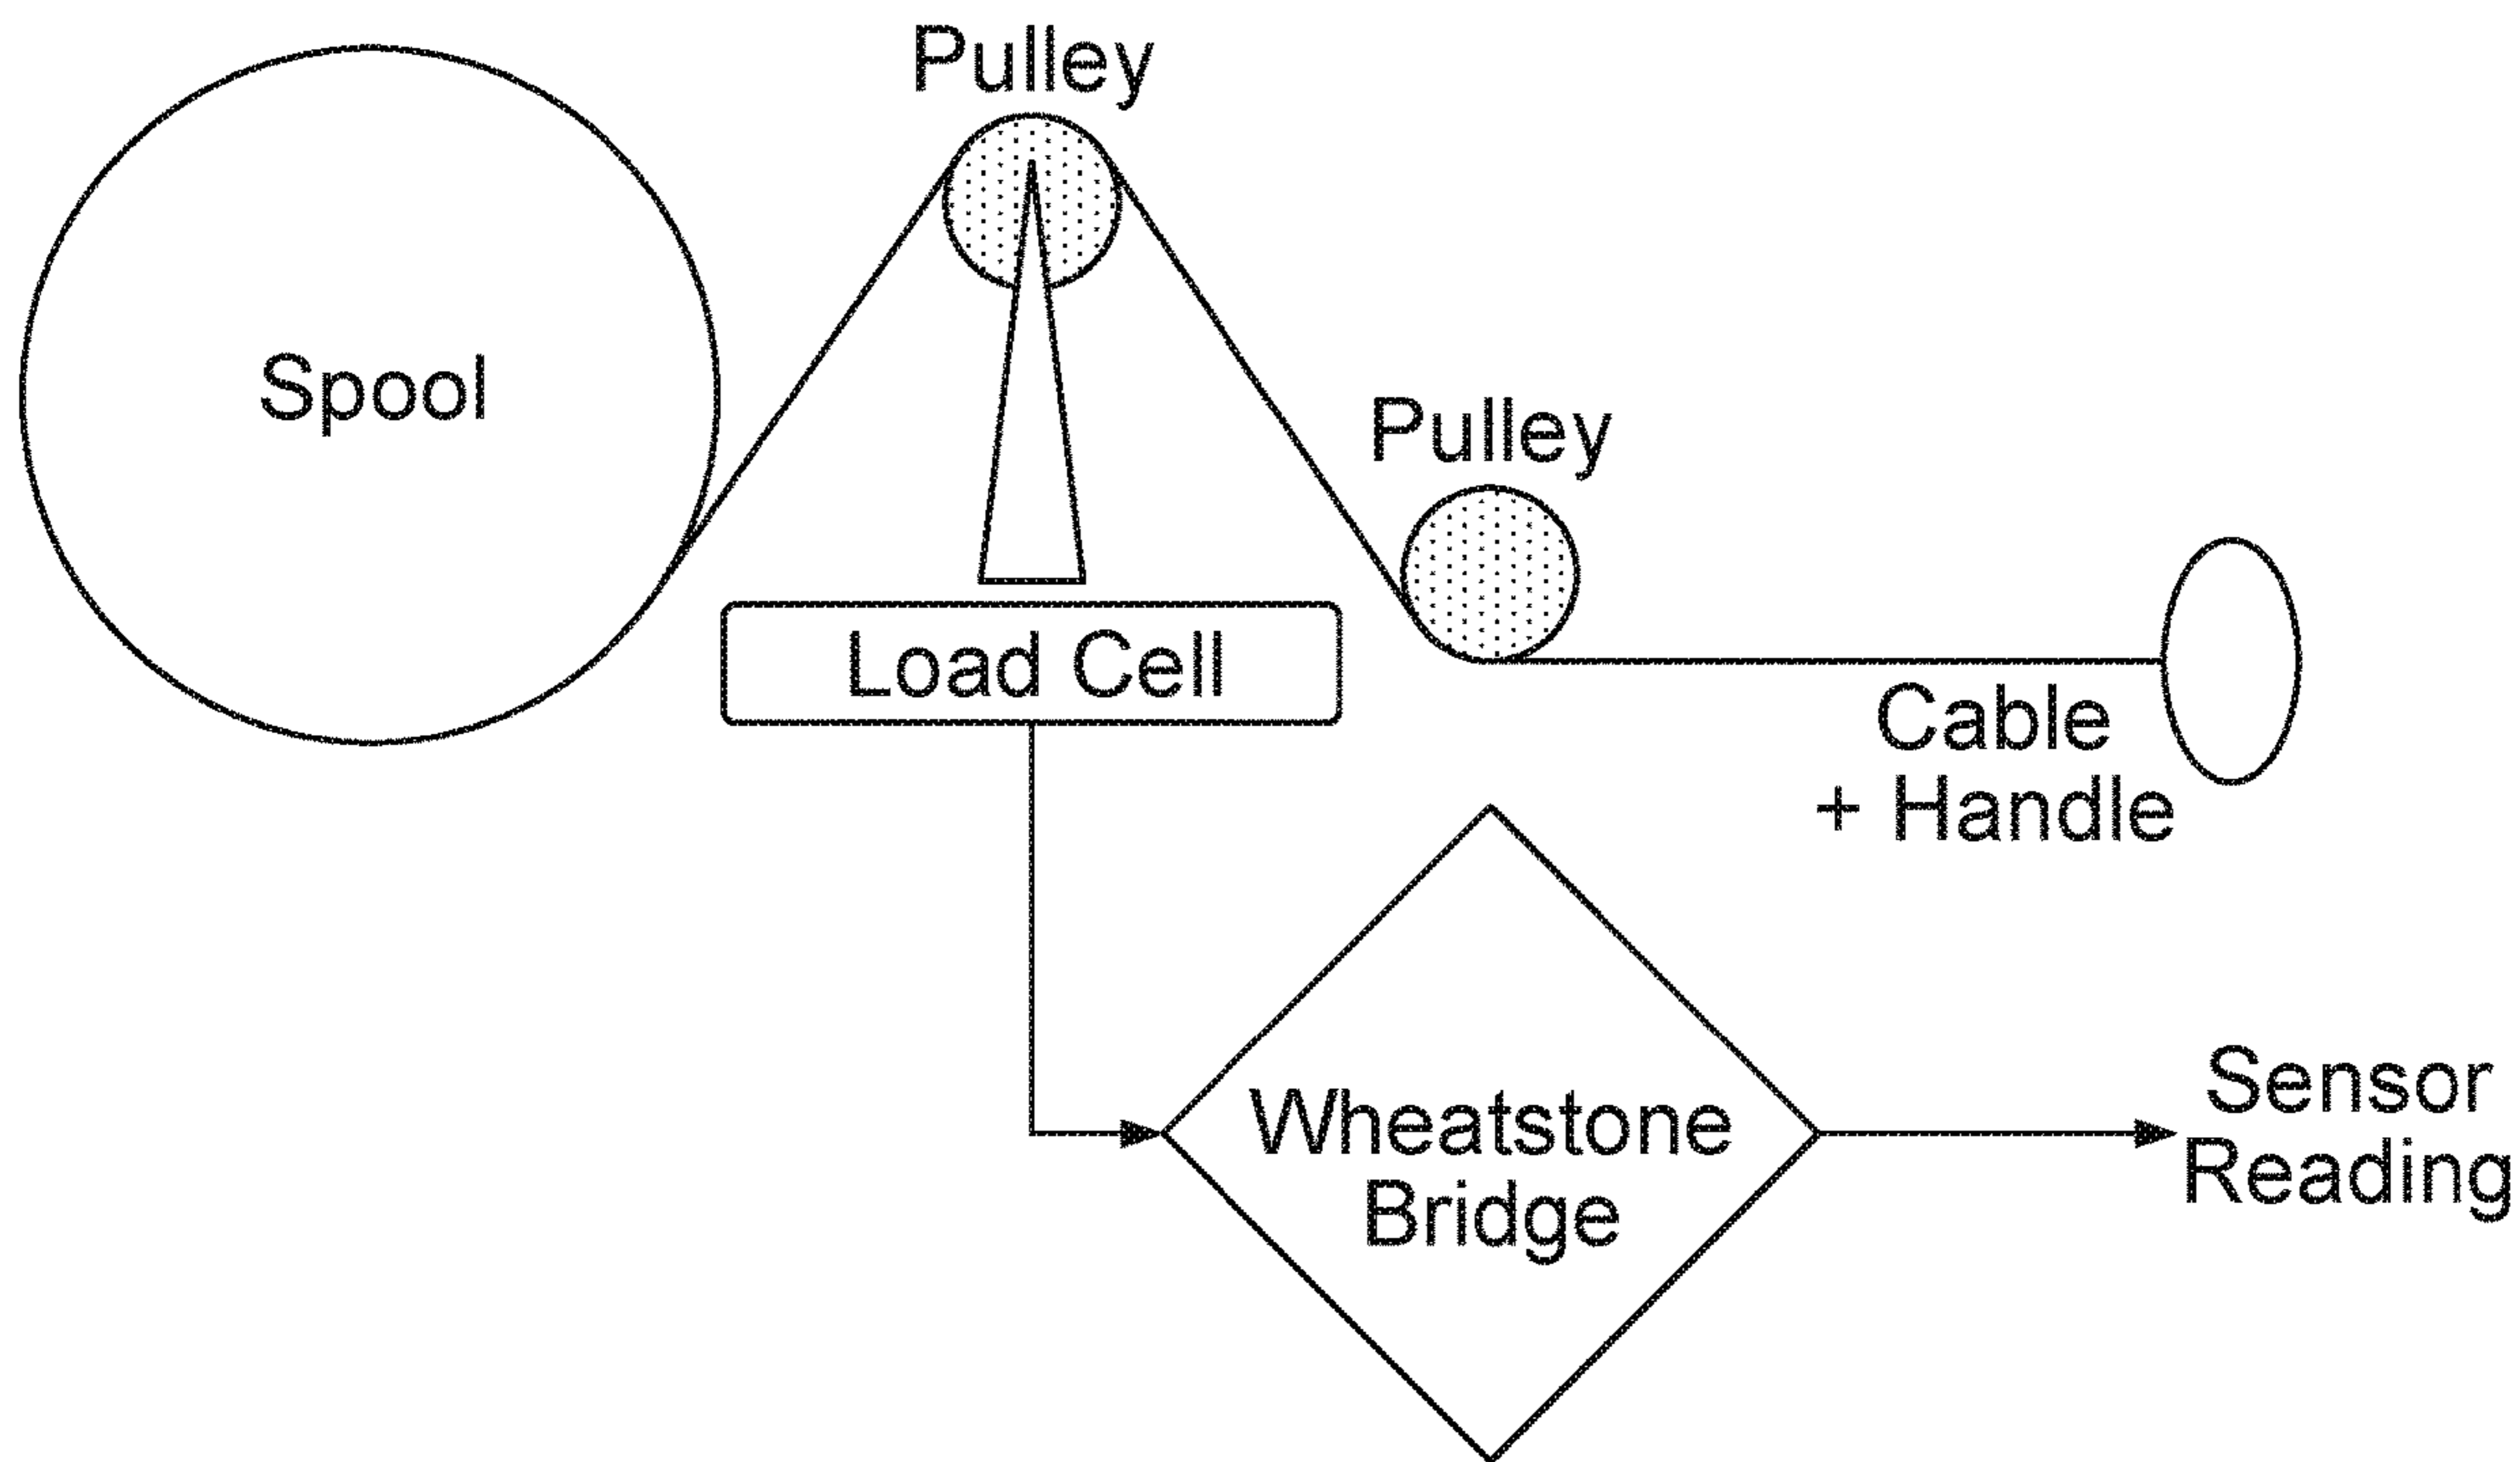 Pulley
Spool
Pulley
Load Cell
Cable
+ Handle
Wheatstone
Bridge
Sensor
Reading